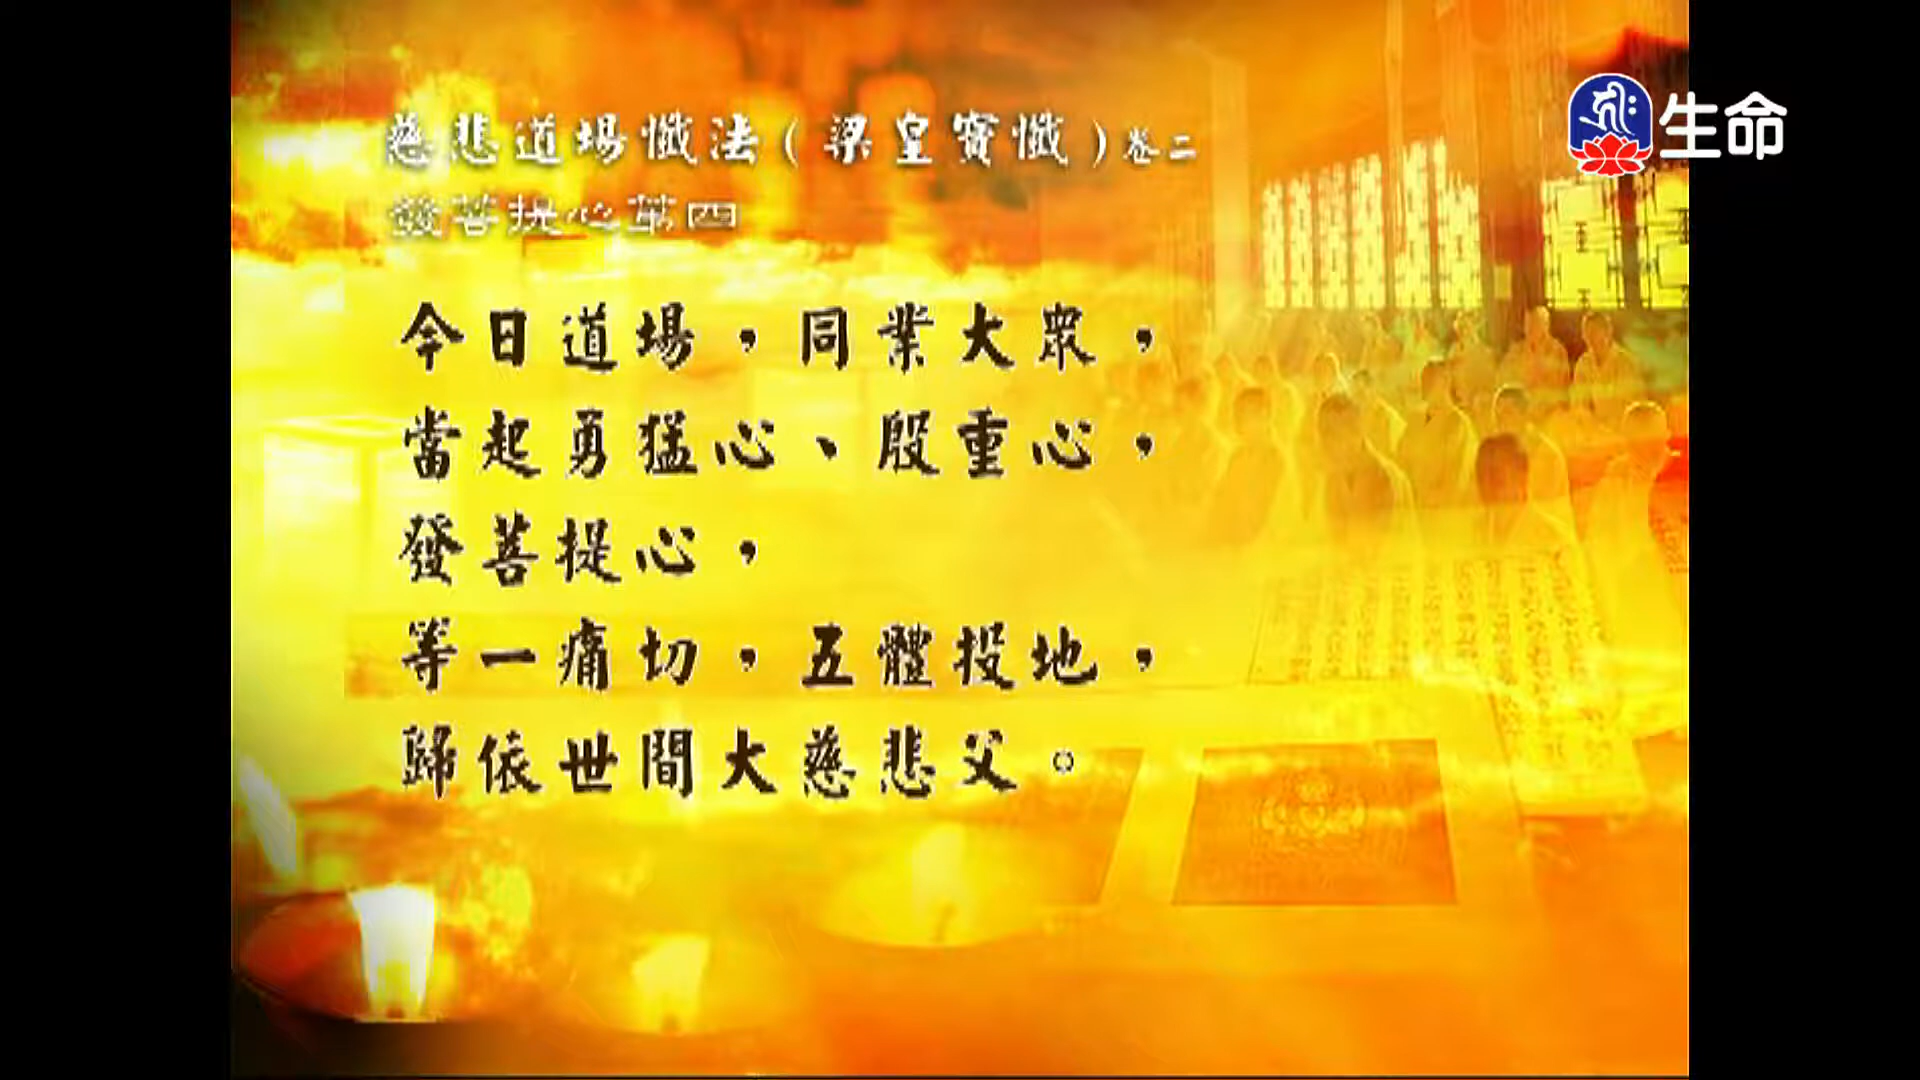 慈悲道場懺法(梁皇寶懺)卷二
發菩提心第四
今日道場，同業大眾，
當起勇猛心、殷重心，
發菩提心，
等一痛切，五體投地，
歸依世間大慈悲父。
生命